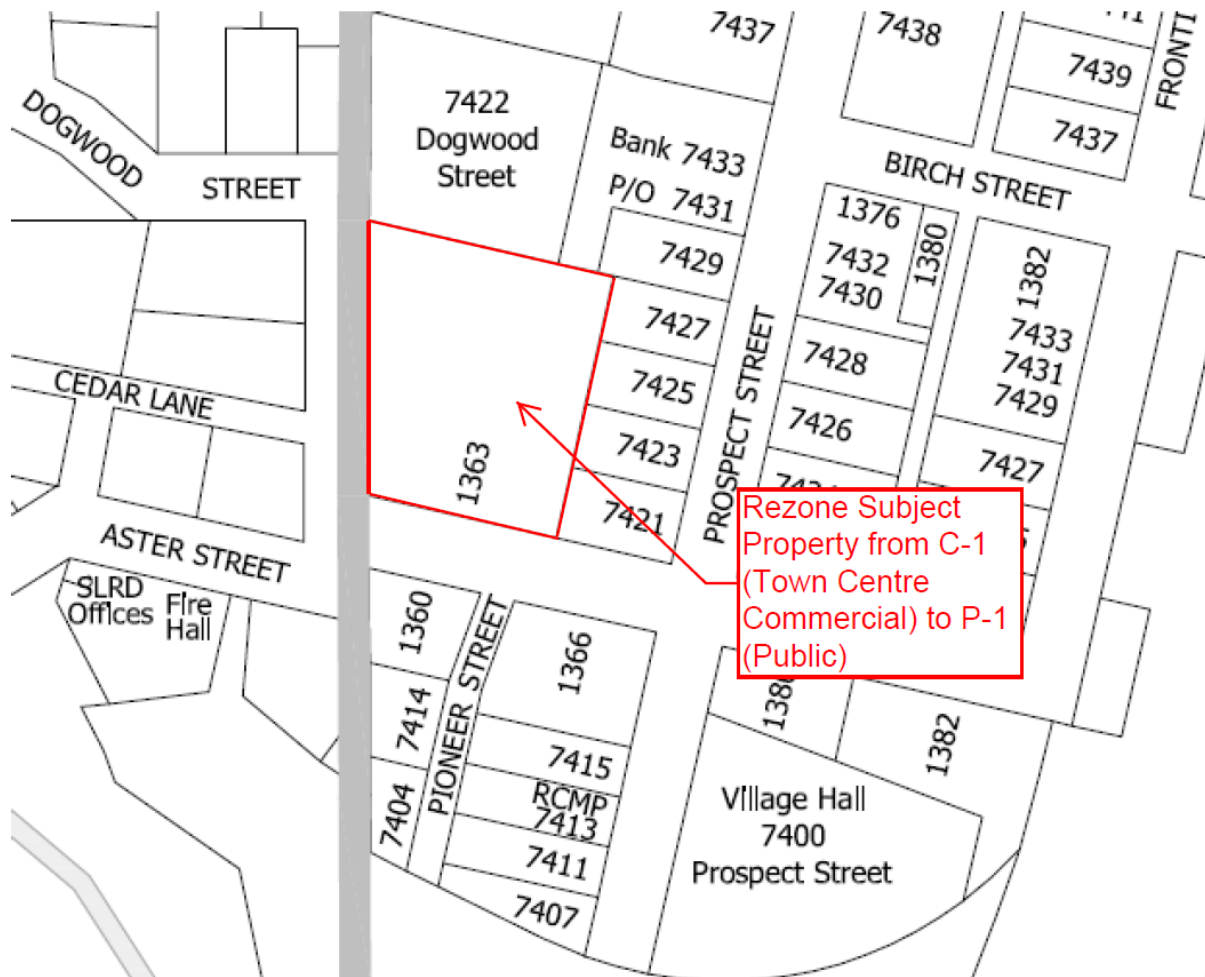 7437
7438
7439
FRONTI
7437
7422
Dogwood
Street
Bank 7433
P/O 7431
DOGWOOD
STREET
BIRCH STREET
7429
1376
7432
7430
1380
1382
7433
7431
7429
7427
7428
7425
CEDAR LANE
7423
7426
7427
1363
7421
PROSPECT STREET
Rezone Subject
Property from C-1
(Town Centre
Commercial) to P-1
(Public)
ASTER STREET
SLRD
Offices
Fire
Hall
1360
PIONEER STREET
1366
7414
7404
7415
RCMP
7413
7411
7407
1382
Village Hall
7400
Prospect Street